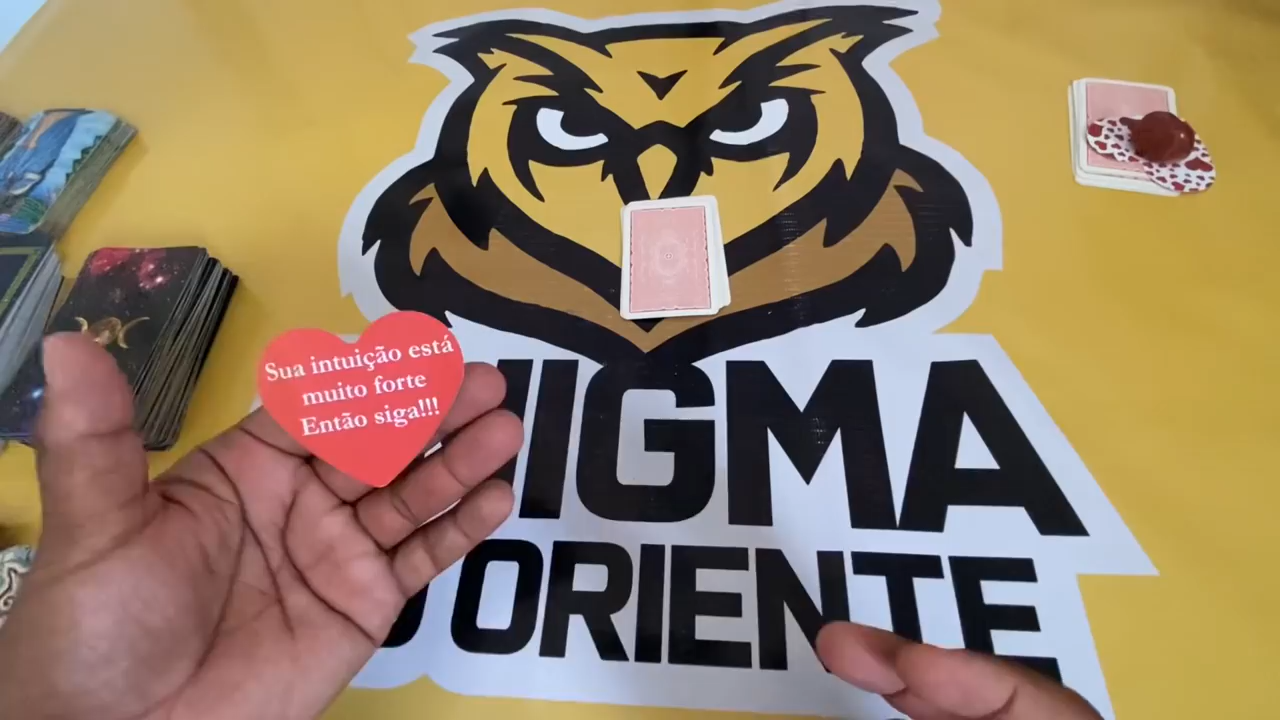 Sua intuição está
muito forte
Então siga!!!
IGMA
ORIENTE